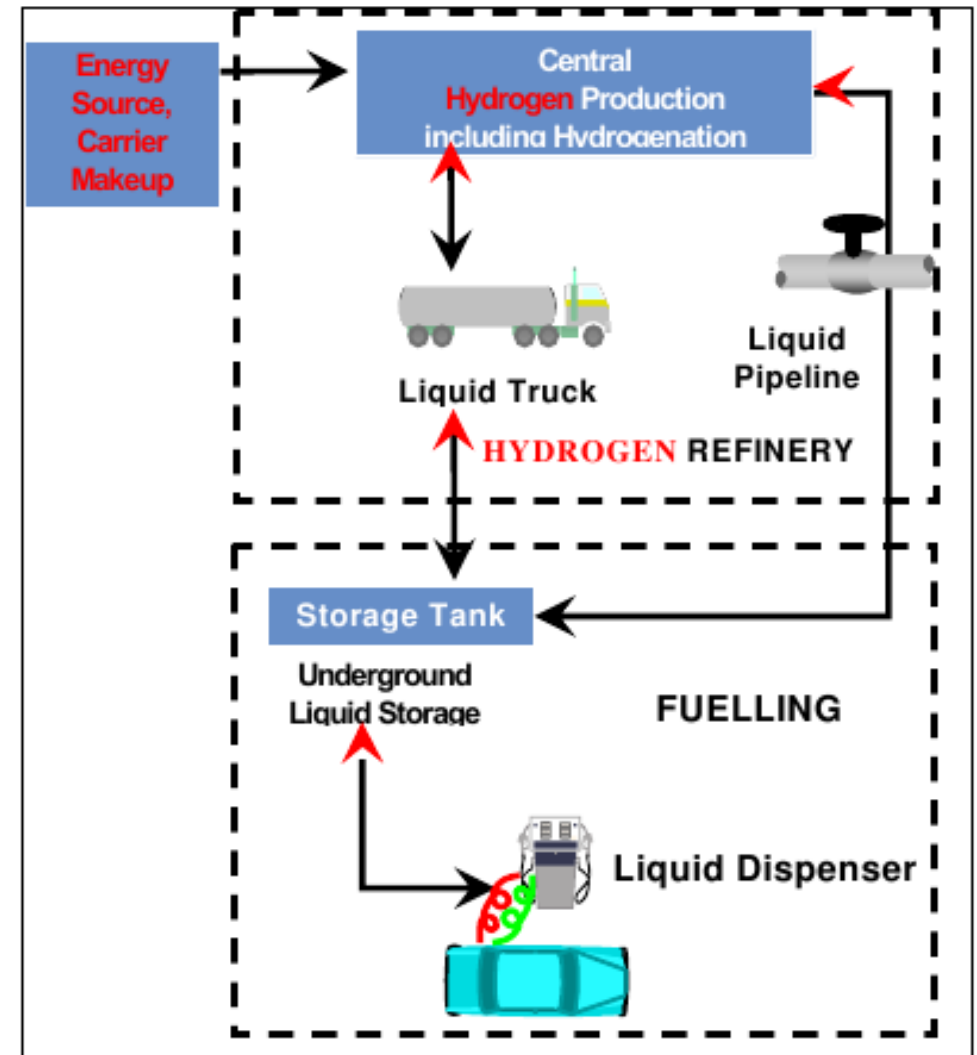 Energy
Source,
Carrier
Makeup
Central
Hydrogen Production
including Hydrogenation
Liquid Truck
Liquid
Pipeline
HYDROGEN REFINERY
Storage Tank
Underground
Liquid Storage
FUELLING
Liquid Dispenser